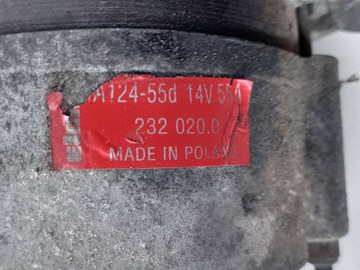 A124-55d 14V 55A
232 020.0
MADE IN POLAND